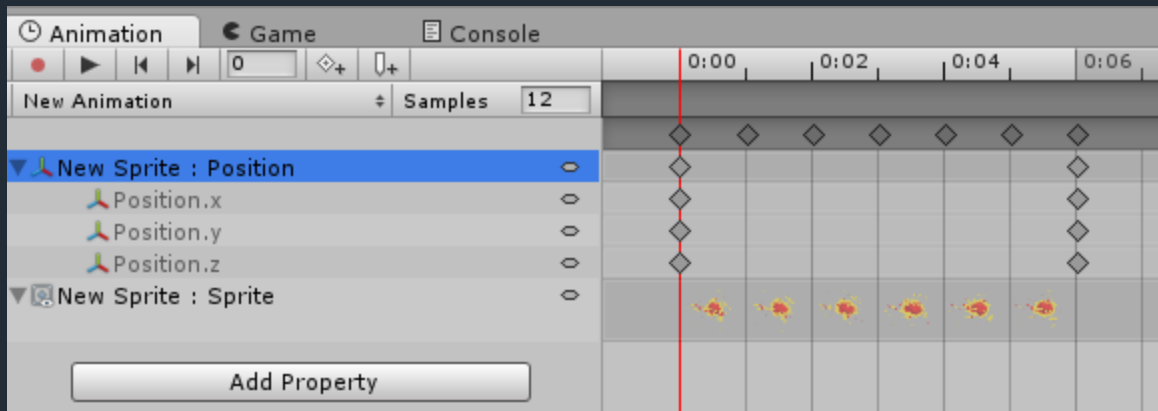 Animation Game Console
0 0:00 0:02 0:04 0:06
New Animation Samples 12
New Sprite : Position
Position.x
Position.y
Position.z
New Sprite : Sprite
Add Property